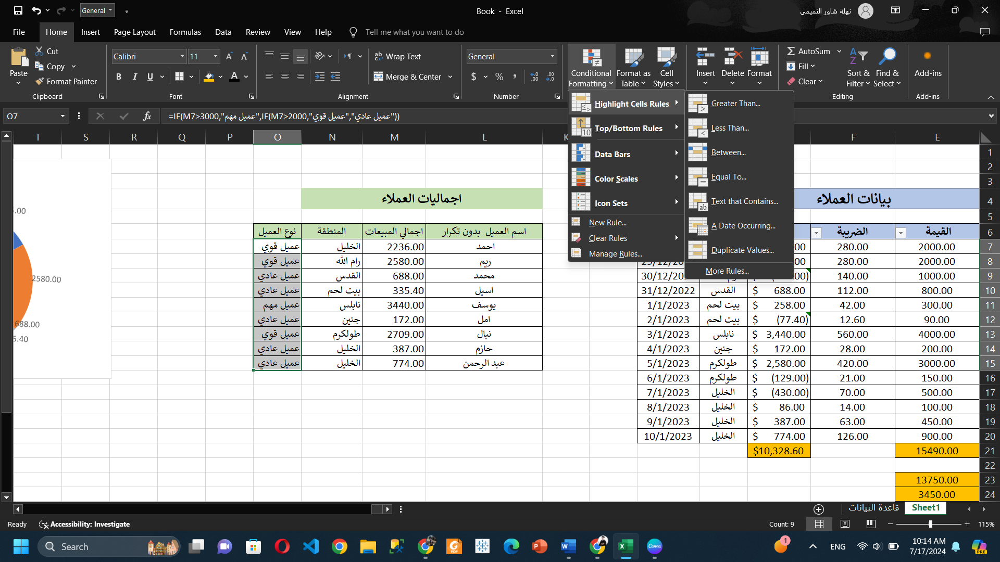 General
Book - Excel
نهلة شاور التميمي
File Home Insert Page Layout Formulas Data Review View Help Tell me what you want to do
Paste
Cut
Copy
Format Painter
Clipboard
Calibri 11
B I U
Font
Wrap Text
Merge & Center
Alignment
General
$ % ,
Number
Conditional Formatting
Format as Table
Cell Styles
Insert Delete Format
AutoSum
Fill
Clear
Sort & Filter
Find & Select
Editing
Add-ins
Add-ins
Highlight Cells Rules
Top/Bottom Rules
Data Bars
Color Scales
Icon Sets
New Rule...
Clear Rules
Manage Rules...
Greater Than...
Less Than...
Between...
Equal To...
Text that Contains...
A Date Occurring...
Duplicate Values...
More Rules...
O7
=IF(M7>3000,"عميل مهم",IF(M7>2000,"عميل قوي","عميل عادي"))
T S R Q P O N M L F E
1
2
3
اجماليات العملاء
بيانات العملاء 4
5
نوع العميل المنطقة اجمالي المبيعات اسم العميل بدون تكرار
عميل قوي الخليل 2236.00 احمد
عميل قوي رام الله 2580.00 ريم
عميل عادي القدس 688.00 محمد
عميل عادي بيت لحم 335.40 اسيل
عميل مهم نابلس 3440.00 يوسف
عميل عادي جنين 172.00 امل
عميل قوي طولكرم 2709.00 نبال
عميل عادي الخليل 387.00 حازم
عميل عادي الخليل 774.00 عبد الرحمن
الضريبة القيمة 6
280.00 2000.00 7
280.00 2000.00 8
140.00 1000.00 9
31/12/2022 القدس $ 688.00 112.00 800.00 10
1/1/2023 بيت لحم $ 258.00 42.00 300.00 11
2/1/2023 بيت لحم $ (77.40) 12.60 90.00 12
3/1/2023 نابلس $ 3,440.00 560.00 4000.00 13
4/1/2023 جنين $ 172.00 28.00 200.00 14
5/1/2023 طولكرم $ 2,580.00 420.00 3000.00 15
6/1/2023 طولكرم $ (129.00) 21.00 150.00 16
7/1/2023 الخليل $ (430.00) 70.00 500.00 17
8/1/2023 الخليل $ 86.00 14.00 100.00 18
9/1/2023 الخليل $ 387.00 63.00 450.00 19
10/1/2023 الخليل $ 774.00 126.00 900.00 20
$10,328.60 15490.00 21
22
13750.00 23
3450.00 24
2580.00
688.00
قاعدة البيانات Sheet1
Ready Accessibility: Investigate
Count: 9
115%
Search
ENG
10:14 AM
7/17/2024